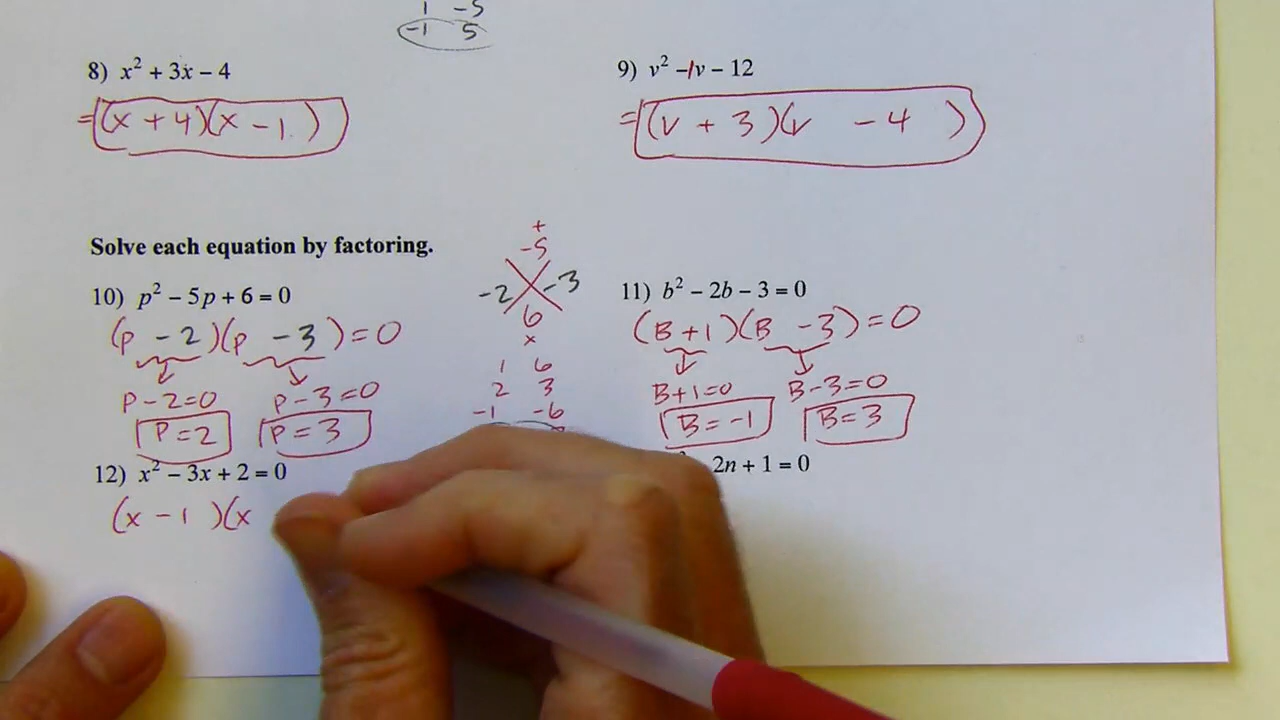 1 -5
-1 5
8) x² + 3x – 4
=(x + 4)(x - 1)
9) v² – 1v – 12
=(v + 3)(v - 4)
Solve each equation by factoring.
10) p² – 5p + 6 = 0
(p - 2)(p - 3) = 0
p - 2 = 0 p - 3 = 0
p = 2 p = 3
+
-5
-2 -3
6
x
1 6
2 3
-1 -6
11) b² – 2b – 3 = 0
(B + 1)(B - 3) = 0
B + 1 = 0 B - 3 = 0
B = -1 B = 3
12) x² – 3x + 2 = 0
(x - 1)(x
2n + 1 = 0